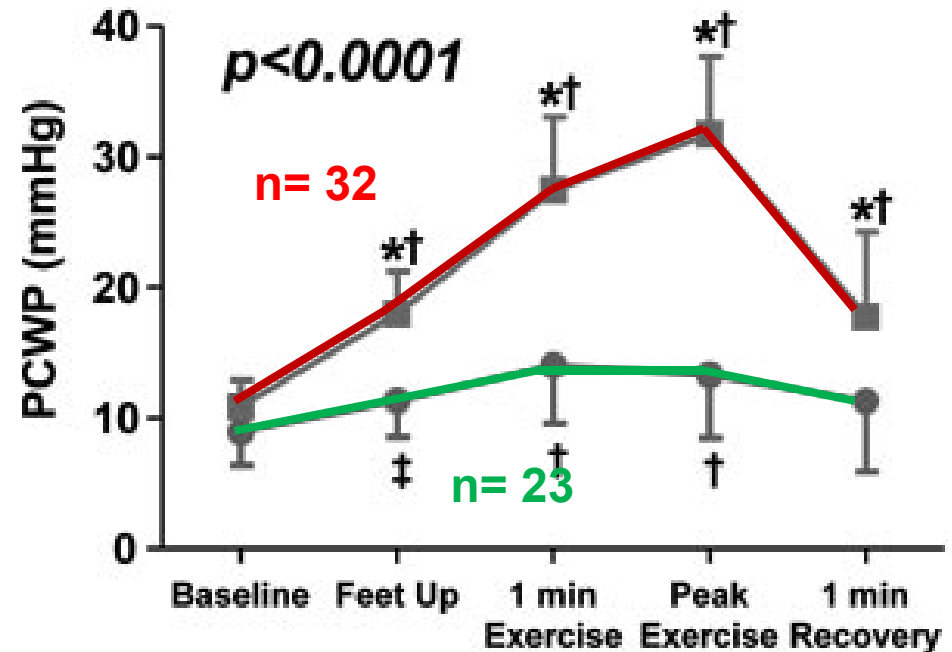 40
30
20
10
0
PCWP (mmHg)
p<0.0001
n= 32
n= 23
*†
*†
*†
*†
‡
†
†
Baseline
Feet Up
1 min
Exercise
Peak
Exercise
1 min
Recovery